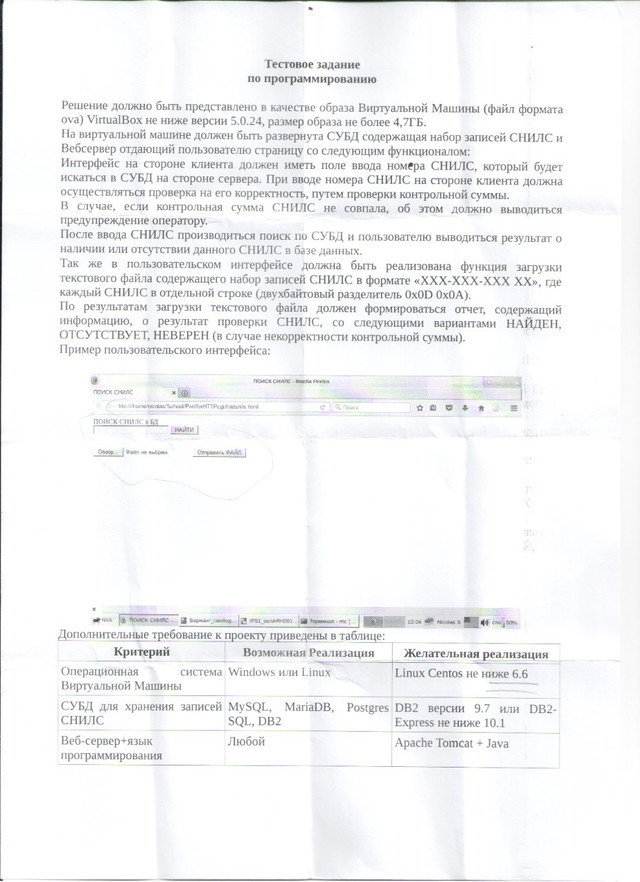 Тестовое задание
по программированию
Решение должно быть представлено в качестве образа Виртуальной Машины (файл формата
ova) VirtualBox не ниже версии 5.0.24, размер образа не более 4,7ГБ.
На виртуальной машине должен быть развернута СУБД содержащая набор записей СНИЛС и
Вебсервер отдающий пользователю страницу со следующим функционалом:
Интерфейс на стороне клиента должен иметь поле ввода номера СНИЛС, который будет
искаться в СУБД на стороне сервера. При вводе номера СНИЛС на стороне клиента должна
осуществляться проверка на его корректность, путем проверки контрольной суммы.
В случае, если контрольная сумма СНИЛС не совпала, об этом должно выводиться
предупреждение оператору.
После ввода СНИЛС производиться поиск по СУБД и пользователю выводиться результат о
наличии или отсутствии данного СНИЛС в базе данных.
Так же в пользовательском интерфейсе должна быть реализована функция загрузки
текстового файла содержащего набор записей СНИЛС в формате «XXX-XXX-XXX XX», где
каждый СНИЛС в отдельной строке (двухбайтовый разделитель 0x0D 0x0A).
По результатам загрузки текстового файла должен формироваться отчет, содержащий
информацию, о результат проверки СНИЛС, со следующими вариантами НАЙДЕН,
ОТСУТСТВУЕТ, НЕВЕРЕН (в случае некорректности контрольной суммы).
Пример пользовательского интерфейса:
ПОИСК СНИЛС - Mozilla Firefox
ПОИСК СНИЛС
Поиск
ПОИСК СНИЛС в БД
НАЙТИ
Обзор... Файл не выбран. Отправить ФАЙЛ
Nick ПОИСК СНИЛС - ... Терминал - mc [... 12:04 Nicolas X 50%
Дополнительные требование к проекту приведены в таблице:
Критерий Возможная Реализация Желательная реализация
Операционная система Windows или Linux Linux Centos не ниже 6.6
Виртуальной Машины
СУБД для хранения записей MySQL, MariaDB, Postgres DB2 версии 9.7 или DB2-
СНИЛС SQL, DB2 Express не ниже 10.1
Веб-сервер+язык Любой Apache Tomcat + Java
программирования